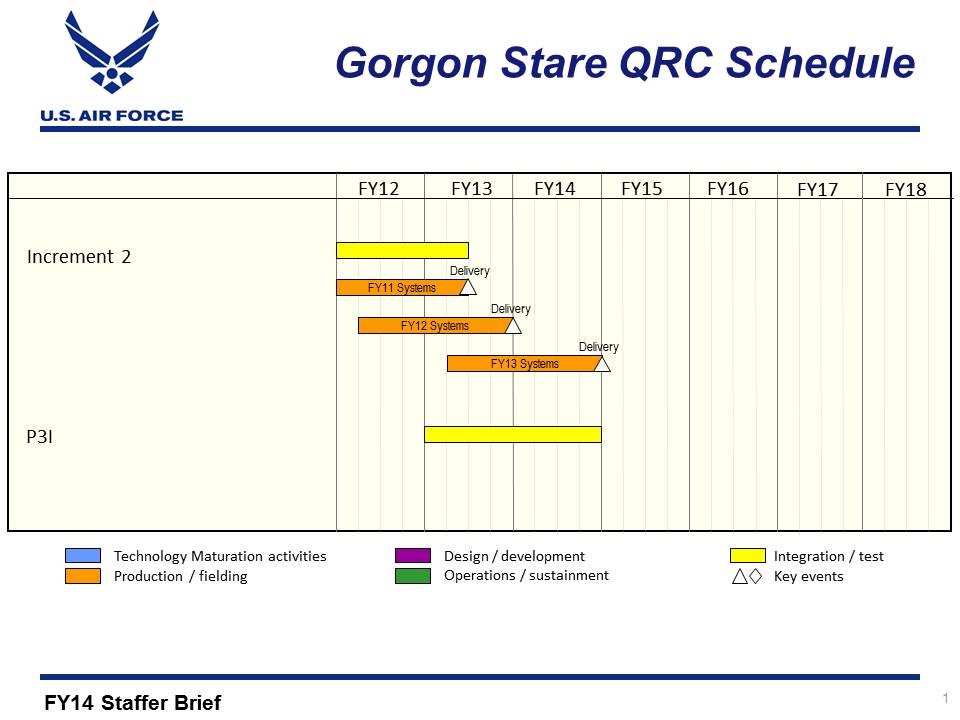 Gorgon Stare QRC Schedule
U.S. AIR FORCE
FY12 FY13 FY14 FY15 FY16 FY17 FY18
Increment 2
Delivery
FY11 Systems
Delivery
FY12 Systems
Delivery
FY13 Systems
P3I
Technology Maturation activities
Design / development
Integration / test
Production / fielding
Operations / sustainment
Key events
FY14 Staffer Brief
1